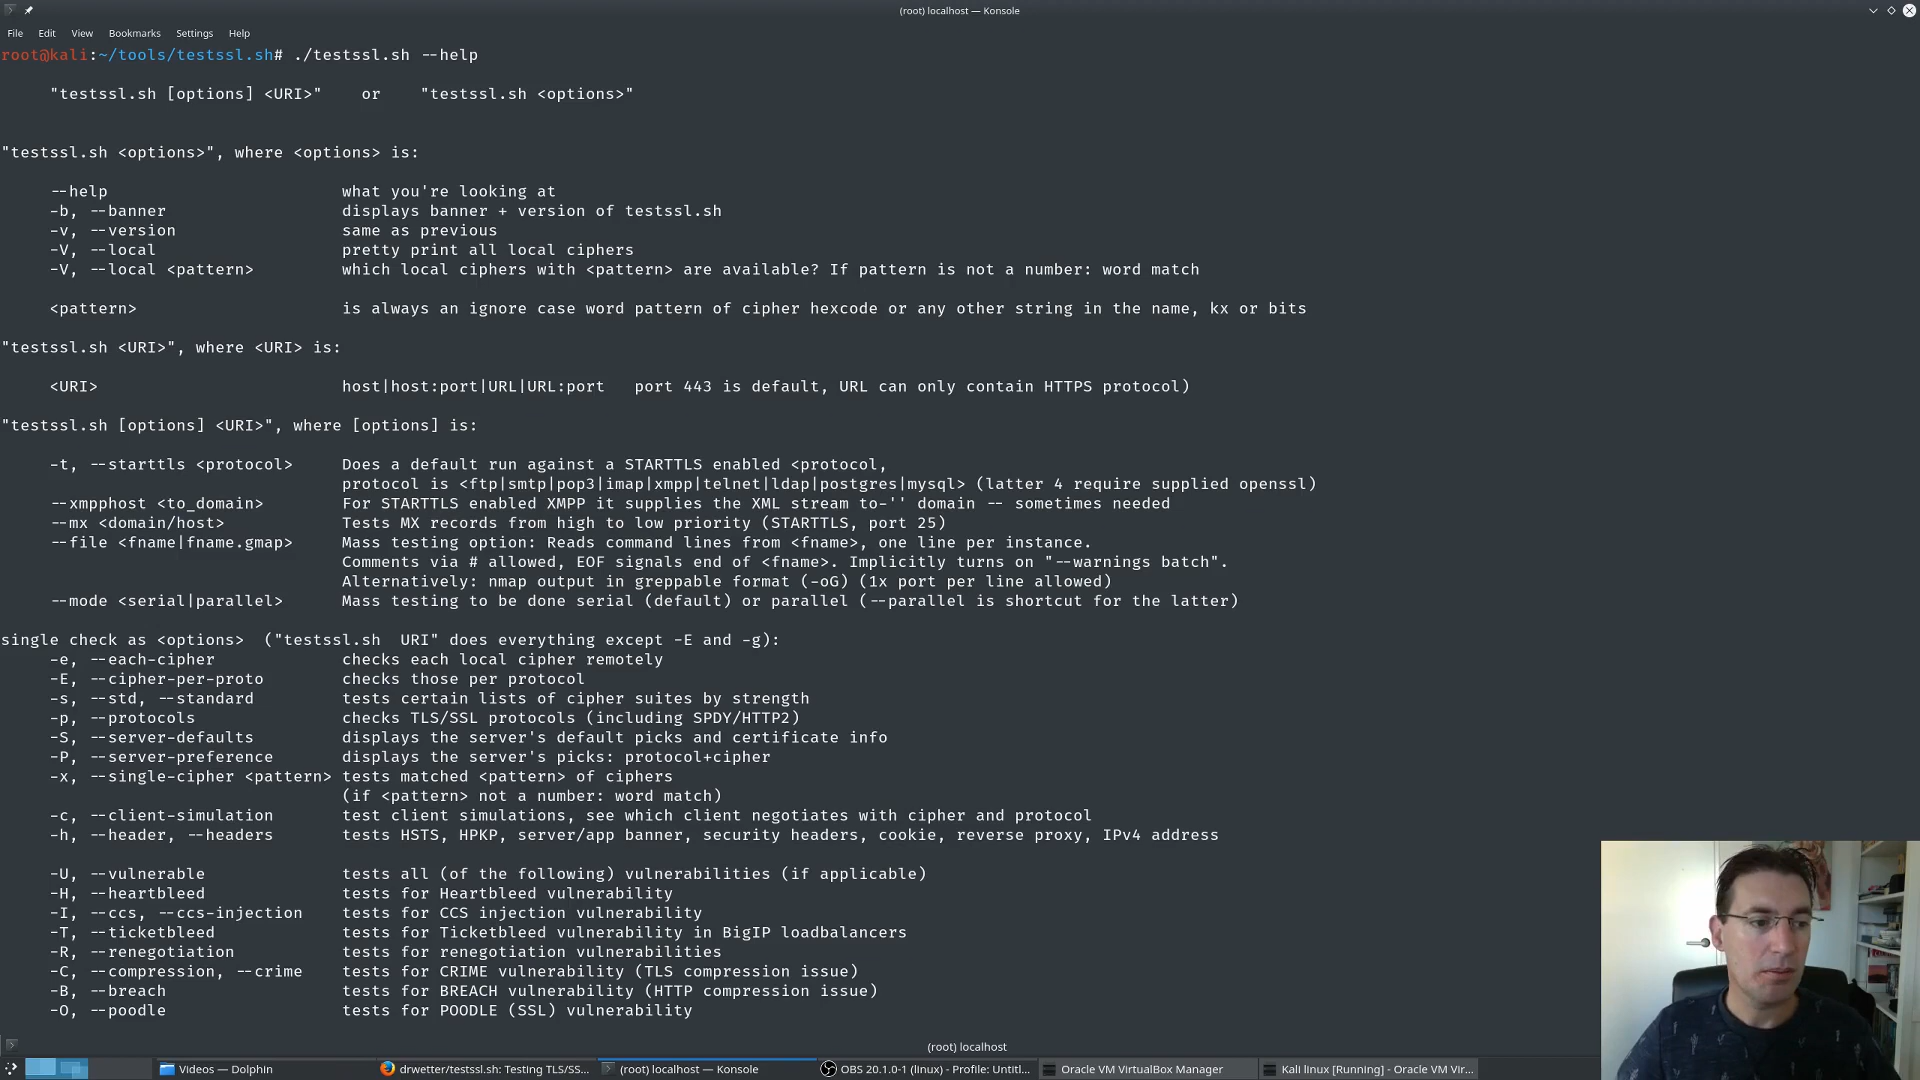 (root) localhost — Konsole
File Edit View Bookmarks Settings Help
root@kali:~/tools/testssl.sh# ./testssl.sh --help
"testssl.sh [options] <URI>" or "testssl.sh <options>"
"testssl.sh <options>", where <options> is:
--help what you're looking at
-b, --banner displays banner + version of testssl.sh
-v, --version same as previous
-V, --local pretty print all local ciphers
-V, --local <pattern> which local ciphers with <pattern> are available? If pattern is not a number: word match
<pattern> is always an ignore case word pattern of cipher hexcode or any other string in the name, kx or bits
"testssl.sh <URI>", where <URI> is:
<URI> host|host:port|URL|URL:port port 443 is default, URL can only contain HTTPS protocol)
"testssl.sh [options] <URI>", where [options] is:
-t, --starttls <protocol> Does a default run against a STARTTLS enabled <protocol,
protocol is <ftp|smtp|pop3|imap|xmpp|telnet|ldap|postgres|mysql> (latter 4 require supplied openssl)
--xmpphost <to_domain> For STARTTLS enabled XMPP it supplies the XML stream to-'' domain -- sometimes needed
--mx <domain/host> Tests MX records from high to low priority (STARTTLS, port 25)
--file <fname|fname.gmap> Mass testing option: Reads command lines from <fname>, one line per instance.
Comments via # allowed, EOF signals end of <fname>. Implicitly turns on "--warnings batch".
Alternatively: nmap output in greppable format (-oG) (1x port per line allowed)
--mode <serial|parallel> Mass testing to be done serial (default) or parallel (--parallel is shortcut for the latter)
single check as <options> ("testssl.sh URI" does everything except -E and -g):
-e, --each-cipher checks each local cipher remotely
-E, --cipher-per-proto checks those per protocol
-s, --std, --standard tests certain lists of cipher suites by strength
-p, --protocols checks TLS/SSL protocols (including SPDY/HTTP2)
-S, --server-defaults displays the server's default picks and certificate info
-P, --server-preference displays the server's picks: protocol+cipher
-x, --single-cipher <pattern> tests matched <pattern> of ciphers
(if <pattern> not a number: word match)
-c, --client-simulation test client simulations, see which client negotiates with cipher and protocol
-h, --header, --headers tests HSTS, HPKP, server/app banner, security headers, cookie, reverse proxy, IPv4 address
-U, --vulnerable tests all (of the following) vulnerabilities (if applicable)
-H, --heartbleed tests for Heartbleed vulnerability
-I, --ccs, --ccs-injection tests for CCS injection vulnerability
-T, --ticketbleed tests for Ticketbleed vulnerability in BigIP loadbalancers
-R, --renegotiation tests for renegotiation vulnerabilities
-C, --compression, --crime tests for CRIME vulnerability (TLS compression issue)
-B, --breach tests for BREACH vulnerability (HTTP compression issue)
-O, --poodle tests for POODLE (SSL) vulnerability
(root) localhost
Videos — Dolphin
drwetter/testssl.sh: Testing TLS/SS...
(root) localhost — Konsole
OBS 20.1.0-1 (linux) - Profile: Untitl...
Oracle VM VirtualBox Manager
Kali linux [Running] - Oracle VM Vir...